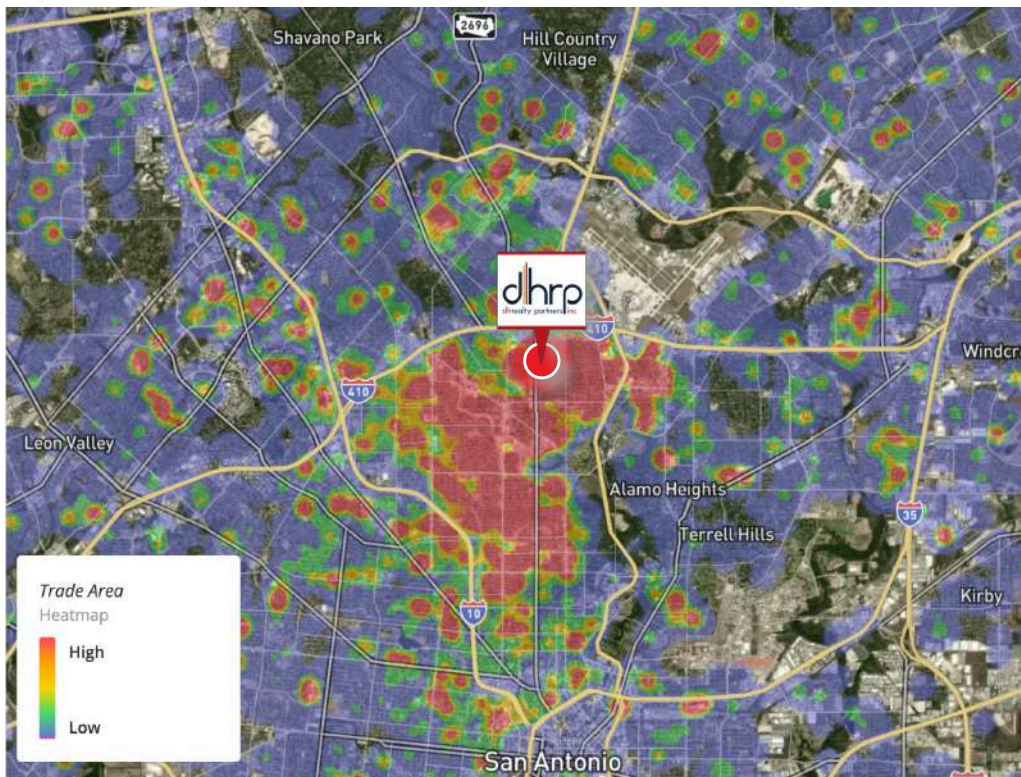 Shavano Park
2696
Hill Country
Village
dhrp
dhrealty partners, inc
410
410
Windcr
Leon Valley
Alamo Heights
Terrell Hills
35
Kirby
10
San Antonio
Trade Area
Heatmap
High
Low